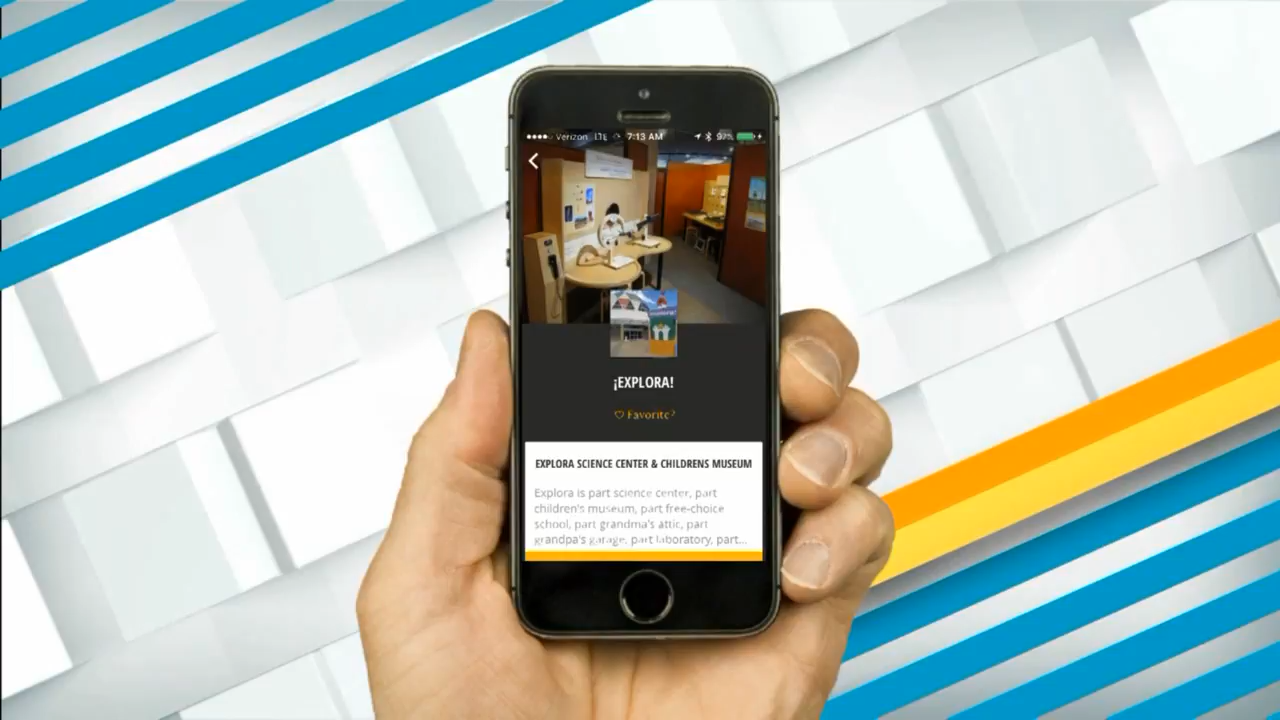 Verizon LTE 7:13 AM 97%
¡EXPLORA!
Favorite?
EXPLORA SCIENCE CENTER & CHILDRENS MUSEUM
Explora is part science center, part
children's museum, part free-choice
school, part grandma's attic, part
grandpa's garage, part laboratory, part...